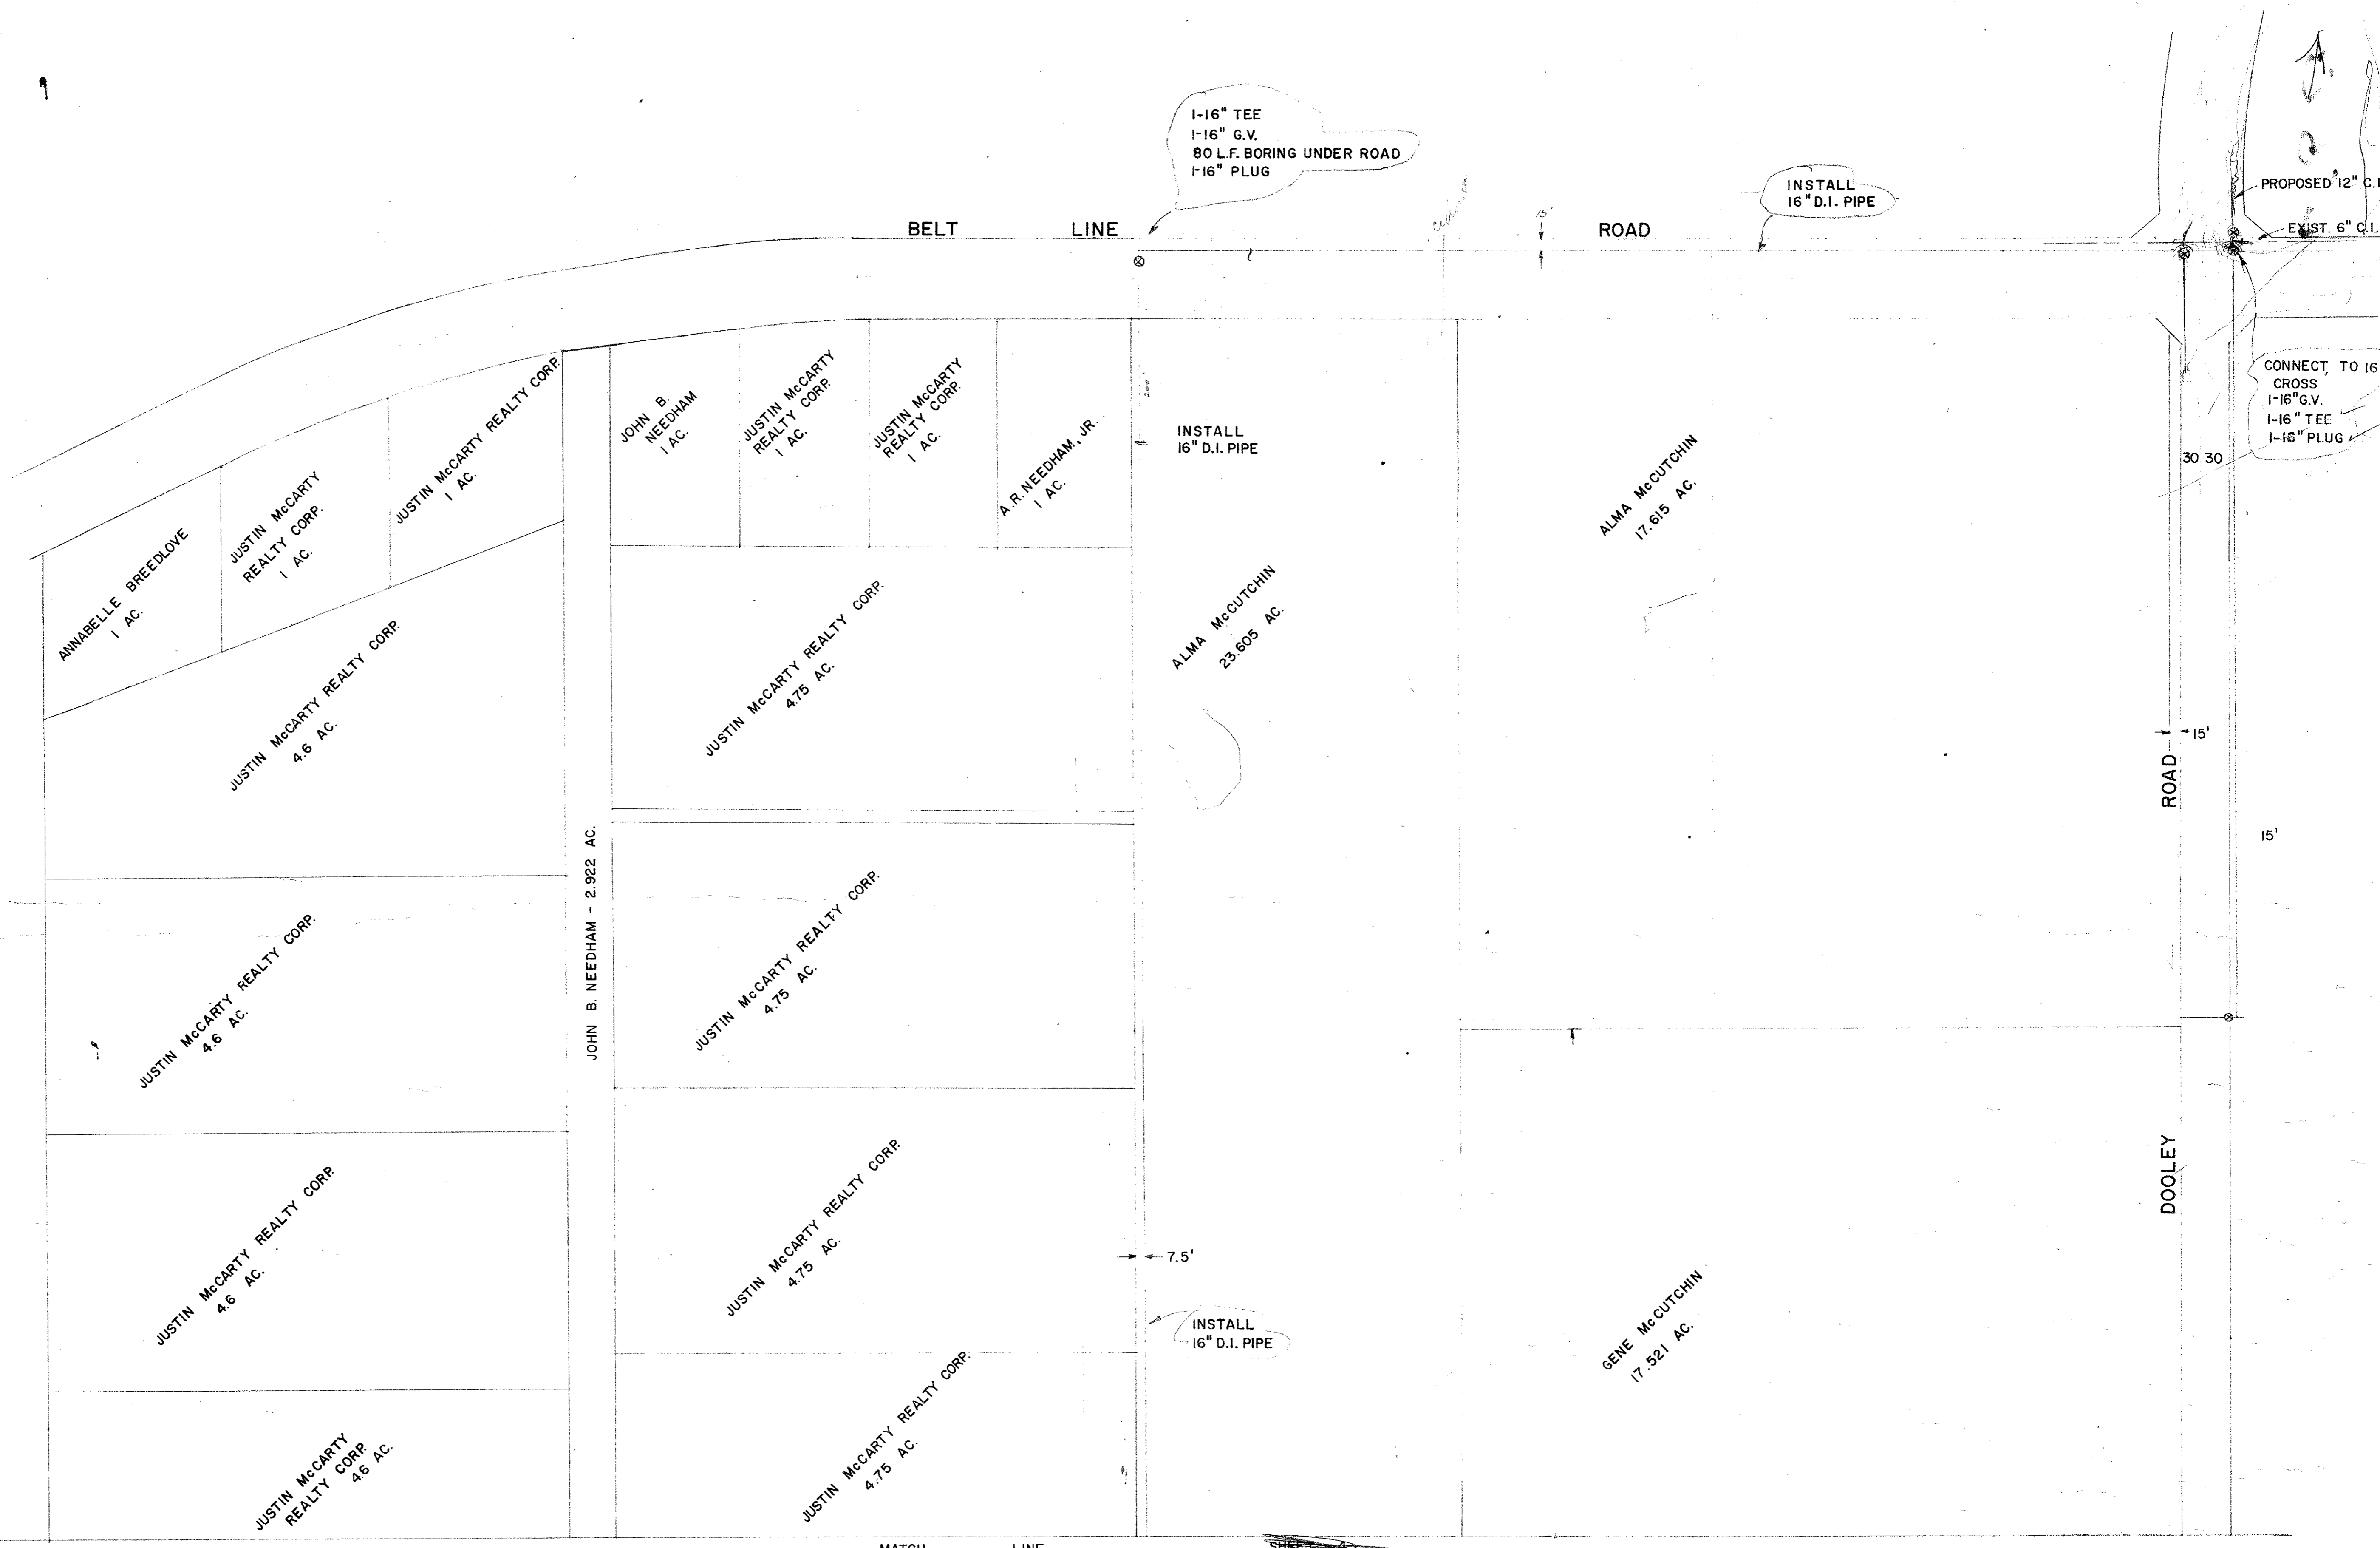 1-16" TEE
1-16" G.V.
80 L.F. BORING UNDER ROAD
1-16" PLUG
INSTALL
16" D.I. PIPE
PROPOSED 12" C.I.
EXIST. 6" C.I.
BELT LINE ROAD
15'
CONNECT TO 16
CROSS
1-16" G.V.
1-16" TEE
1-16" PLUG
30 30
JOHN B.
NEEDHAM
1 AC.
JUSTIN McCARTY
REALTY CORP.
1 AC.
JUSTIN McCARTY
REALTY CORP.
1 AC.
A.R. NEEDHAM, JR.
1 AC.
200'
INSTALL
16" D.I. PIPE
JUSTIN McCARTY REALTY CORP.
1 AC.
JUSTIN McCARTY
REALTY CORP.
1 AC.
ANNABELLE BREEDLOVE
1 AC.
ALMA McCUTCHIN
17.615 AC.
ALMA McCUTCHIN
23.605 AC.
JUSTIN McCARTY REALTY CORP.
4.6 AC.
JUSTIN McCARTY REALTY CORP.
4.75 AC.
15'
ROAD
15'
JOHN B. NEEDHAM - 2.922 AC.
JUSTIN McCARTY REALTY CORP.
4.6 AC.
JUSTIN McCARTY REALTY CORP.
4.75 AC.
DOOLEY
JUSTIN McCARTY REALTY CORP.
4.6 AC.
JUSTIN McCARTY REALTY CORP.
4.75 AC.
7.5'
INSTALL
16" D.I. PIPE
GENE McCUTCHIN
17.521 AC.
JUSTIN McCARTY
REALTY CORP.
4.6 AC.
JUSTIN McCARTY REALTY CORP.
4.75 AC.
MATCH LINE
SHEET 4